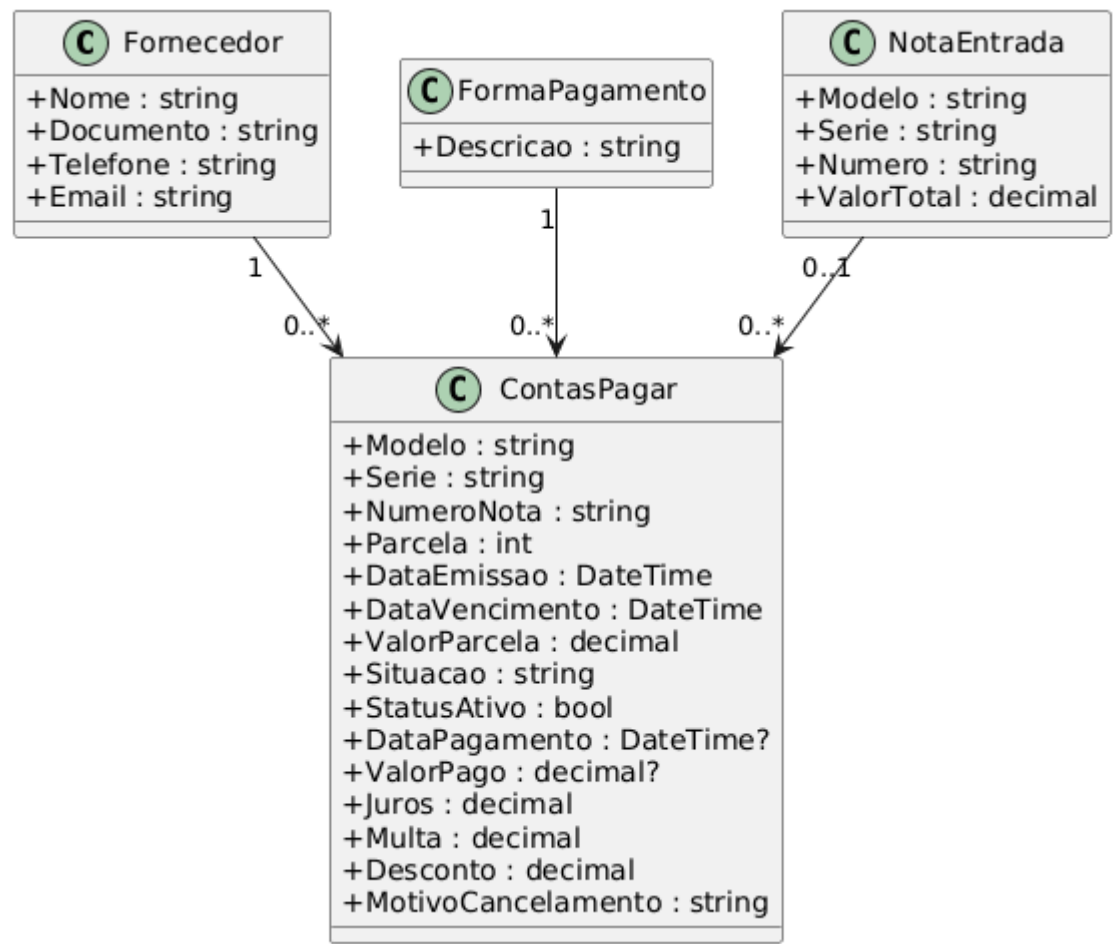 C Fornecedor
+Nome : string
+Documento : string
+Telefone : string
+Email : string
C FormaPagamento
+Descricao : string
C NotaEntrada
+Modelo : string
+Serie : string
+Numero : string
+ValorTotal : decimal
1
0..*
1
0..*
0..1
0..*
C ContasPagar
+Modelo : string
+Serie : string
+NumeroNota : string
+Parcela : int
+DataEmissao : DateTime
+DataVencimento : DateTime
+ValorParcela : decimal
+Situacao : string
+StatusAtivo : bool
+DataPagamento : DateTime?
+ValorPago : decimal?
+Juros : decimal
+Multa : decimal
+Desconto : decimal
+MotivoCancelamento : string